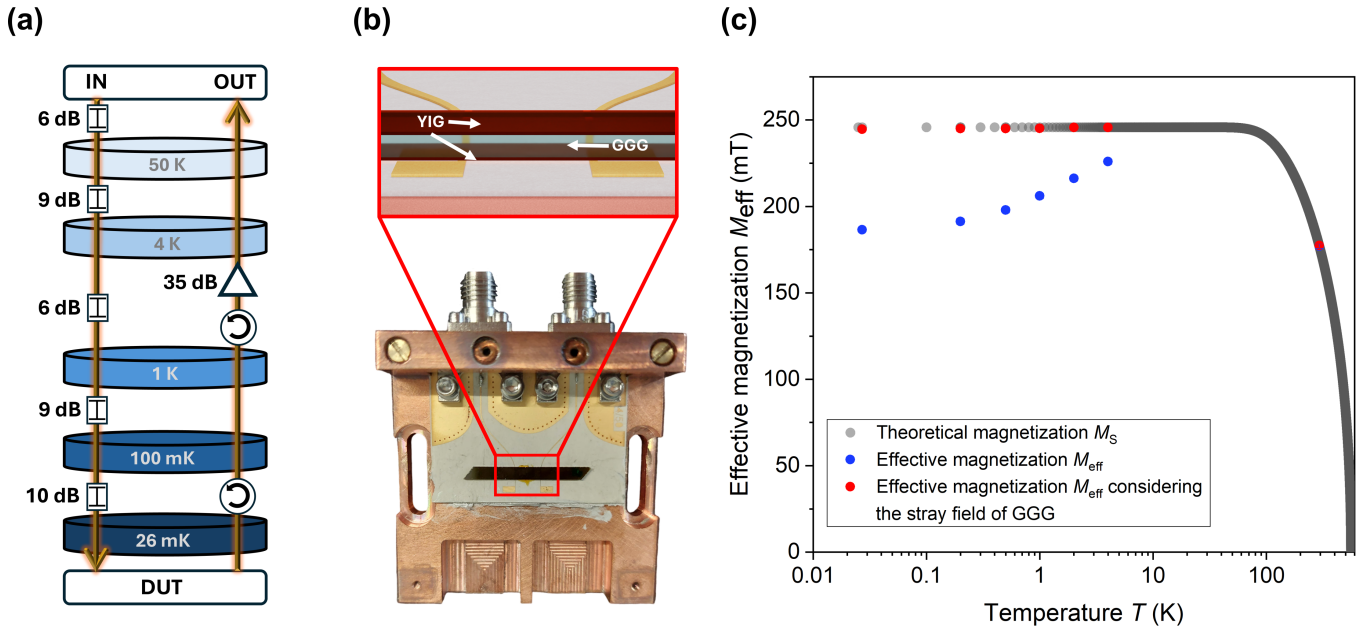 (a)
IN OUT
6 dB
50 K
9 dB
4 K
35 dB
6 dB
1 K
9 dB
100 mK
10 dB
26 mK
DUT
(b)
YIG
GGG
(c)
Effective magnetization Meff (mT)
250
200
150
100
50
0
0.01 0.1 1 10 100
Temperature T (K)
Theoretical magnetization MS
Effective magnetization Meff
Effective magnetization Meff considering
the stray field of GGG